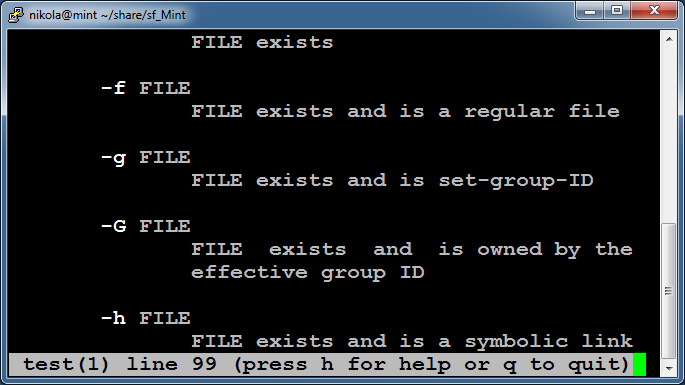 nikola@mint ~/share/sf_Mint
FILE exists
-f FILE
FILE exists and is a regular file
-g FILE
FILE exists and is set-group-ID
-G FILE
FILE exists and is owned by the
effective group ID
-h FILE
FILE exists and is a symbolic link
test(1) line 99 (press h for help or q to quit)